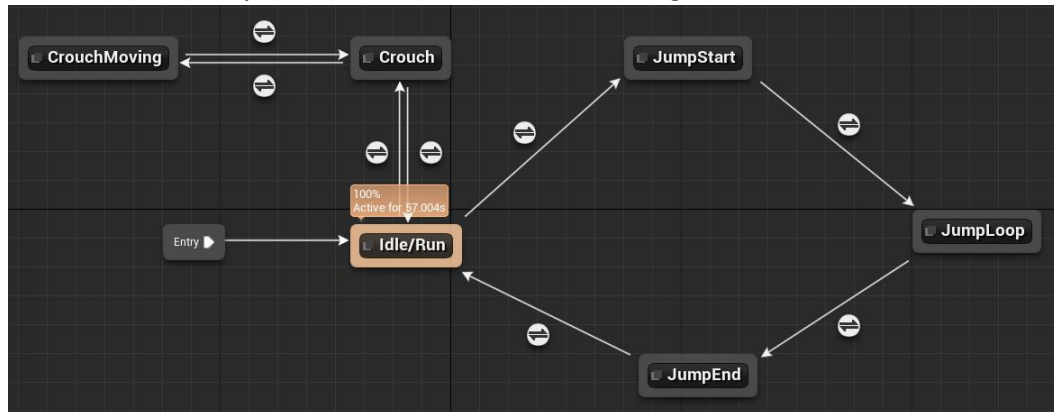 CrouchMoving
Crouch
JumpStart
100%
Active for 57.004s
Entry
Idle/Run
JumpLoop
JumpEnd